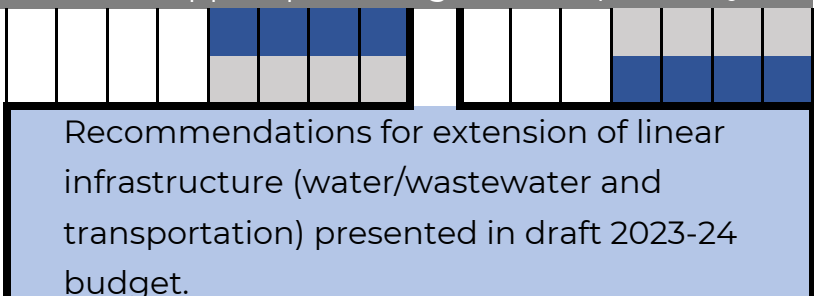 Recommendations for extension of linear
infrastructure (water/wastewater and
transportation) presented in draft 2023-24
budget.